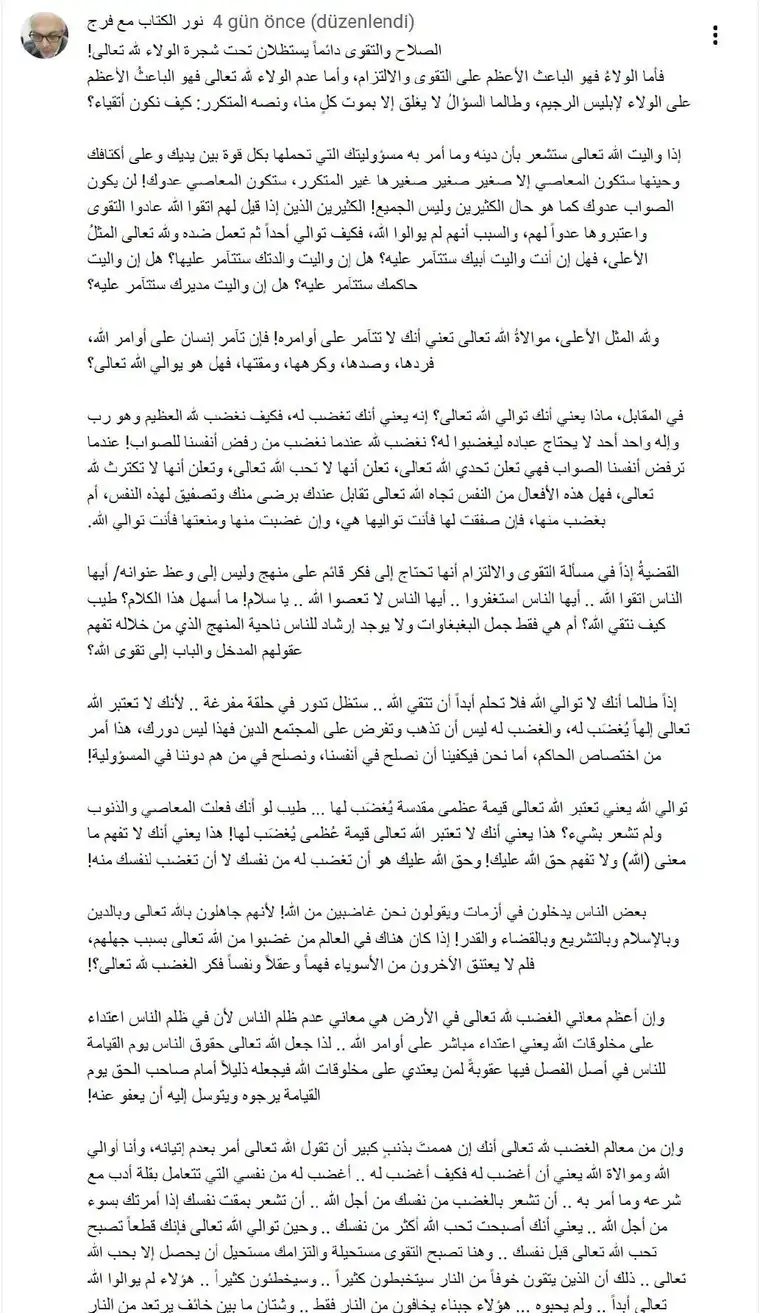 نور الكتاب مع فرج 4 gün önce (düzenlendi)
الصلاح والتقوى دائماً يستظلان تحت شجرة الولاء لله تعالى!
فأما الولاءُ فهو الباعث الأعظم على التقوى والالتزام، وأما عدم الولاء لله تعالى فهو الباعثُ الأعظم
على الولاء لإبليس الرجيم، وطالما السؤالُ لا يغلق إلا بموت كلٍ منا، ونصه المتكرر: كيف نكون أتقياء؟
إذا واليت الله تعالى ستشعر بأن دينه وما أمر به مسؤوليتك التي تحملها بكل قوة بين يديك وعلى أكتافك
وحينها ستكون المعاصي إلا صغير صغير صغيرها غير المتكرر، ستكون المعاصي عدوك! لن يكون
الصواب عدوك كما هو حال الكثيرين وليس الجميع! الكثيرين الذين إذا قيل لهم اتقوا الله عادوا التقوى
واعتبروها عدواً لهم، والسبب أنهم لم يوالوا الله، فكيف توالي أحداً ثم تعمل ضده ولله تعالى المثلُ
الأعلى، فهل إن أنت واليت أبيك ستتآمر عليه؟ هل إن واليت والدتك ستتآمر عليها؟ هل إن واليت
حاكمك ستتآمر عليه؟ هل إن واليت مديرك ستتآمر عليه؟
ولله المثل الأعلى، موالاةُ الله تعالى تعني أنك لا تتآمر على أوامره! فإن تآمر إنسان على أوامر الله،
فردها، وصدها، وكرهها، ومقتها، فهل هو يوالي الله تعالى؟
في المقابل، ماذا يعني أنك توالي الله تعالى؟ إنه يعني أنك تغضب له، فكيف نغضب لله العظيم وهو رب
وإله واحد أحد لا يحتاج عباده ليغضبوا له؟ نغضب لله عندما نغضب من رفض أنفسنا للصواب! عندما
ترفض أنفسنا الصواب فهي تعلن تحدي الله تعالى، تعلن أنها لا تحب الله تعالى، وتعلن أنها لا تكترث لله
تعالى، فهل هذه الأفعال من النفس تجاه الله تعالى تقابل عندك برضى منك وتصفيق لهذه النفس، أم
بغضب منها، فإن صفقت لها فأنت تواليها هي، وإن غضبت منها ومنعتها فأنت توالي الله.
القضيةُ إذاً في مسألة التقوى والالتزام أنها تحتاج إلى فكر قائم على منهج وليس إلى وعظ عنوانه/ أيها
الناس اتقوا الله .. أيها الناس استغفروا .. أيها الناس لا تعصوا الله .. يا سلام! ما أسهل هذا الكلام؟ طيب
كيف نتقي الله؟ أم هي فقط جمل البغبغاوات ولا يوجد إرشاد للناس ناحية المنهج الذي من خلاله تفهم
عقولهم المدخل والباب إلى تقوى الله؟
إذاً طالما أنك لا توالي الله فلا تحلم أبداً أن تتقي الله .. ستظل تدور في حلقة مفرغة .. لأنك لا تعتبر الله
تعالى إلهاً يُغضَب له، والغضب له ليس أن تذهب وتفرض على المجتمع الدين فهذا ليس دورك، هذا أمر
من اختصاص الحاكم، أما نحن فيكفينا أن نصلح في أنفسنا، ونصلح في من هم دوننا في المسؤولية!
توالي الله يعني تعتبر الله تعالى قيمة عظمى مقدسة يُغضَب لها ... طيب لو أنك فعلت المعاصي والذنوب
ولم تشعر بشيء؟ هذا يعني أنك لا تعتبر الله تعالى قيمة عُظمى يُغضَب لها! هذا يعني أنك لا تفهم ما
معنى (الله) ولا تفهم حق الله عليك! وحق الله عليك هو أن تغضب له من نفسك لا أن تغضب لنفسك منه!
بعض الناس يدخلون في أزمات ويقولون نحن غاضبين من الله! لأنهم جاهلون بالله تعالى وبالدين
وبالإسلام وبالتشريع وبالقضاء والقدر! إذا كان هناك في العالم من غضبوا من الله تعالى بسبب جهلهم،
فلم لا يعتنق الآخرون من الأسوياء فهماً وعقلاً ونفساً فكر الغضب لله تعالى؟!
وإن أعظم معاني الغضب لله تعالى في الأرض هي معاني عدم ظلم الناس لأن في ظلم الناس اعتداء
على مخلوقات الله يعني اعتداء مباشر على أوامر الله .. لذا جعل الله تعالى حقوق الناس يوم القيامة
للناس في أصل الفصل فيها عقوبةً لمن يعتدي على مخلوقات الله فيجعله ذليلاً أمام صاحب الحق يوم
القيامة يرجوه ويتوسل إليه أن يعفو عنه!
وإن من معالم الغضب لله تعالى أنك إن هممتَ بذنبٍ كبير أن تقول الله تعالى أمر بعدم إتيانه، وأنا أوالي
الله وموالاة الله يعني أن أغضب له فكيف أغضب له .. أغضب له من نفسي التي تتعامل بقلة أدب مع
شرعه وما أمر به .. أن تشعر بالغضب من نفسك من أجل الله .. أن تشعر بمقت نفسك إذا أمرتك بسوء
من أجل الله .. يعني أنك أصبحت تحب الله أكثر من نفسك .. وحين توالي الله تعالى فإنك قطعاً تصبح
تحب الله تعالى قبل نفسك .. وهنا تصبح التقوى مستحيلة والتزامك مستحيل أن يحصل إلا بحب الله
تعالى .. ذلك أن الذين يتقون خوفاً من النار سيتخبطون كثيراً .. وسيخطئون كثيراً .. هؤلاء لم يوالوا الله
تعالى أبداً .. ولم يحبوه ... هؤلاء جبناء يخافون من النار فقط .. وشتان ما بين خائف يرتعد من النار